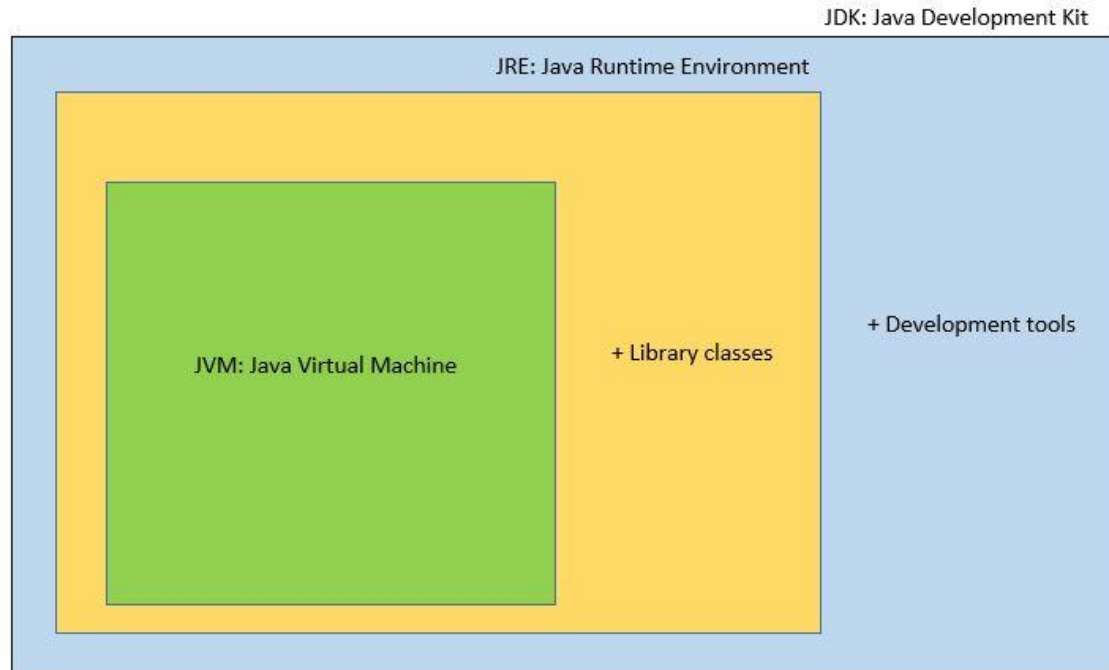 JDK: Java Development Kit
JRE: Java Runtime Environment
+ Development tools
+ Library classes
JVM: Java Virtual Machine